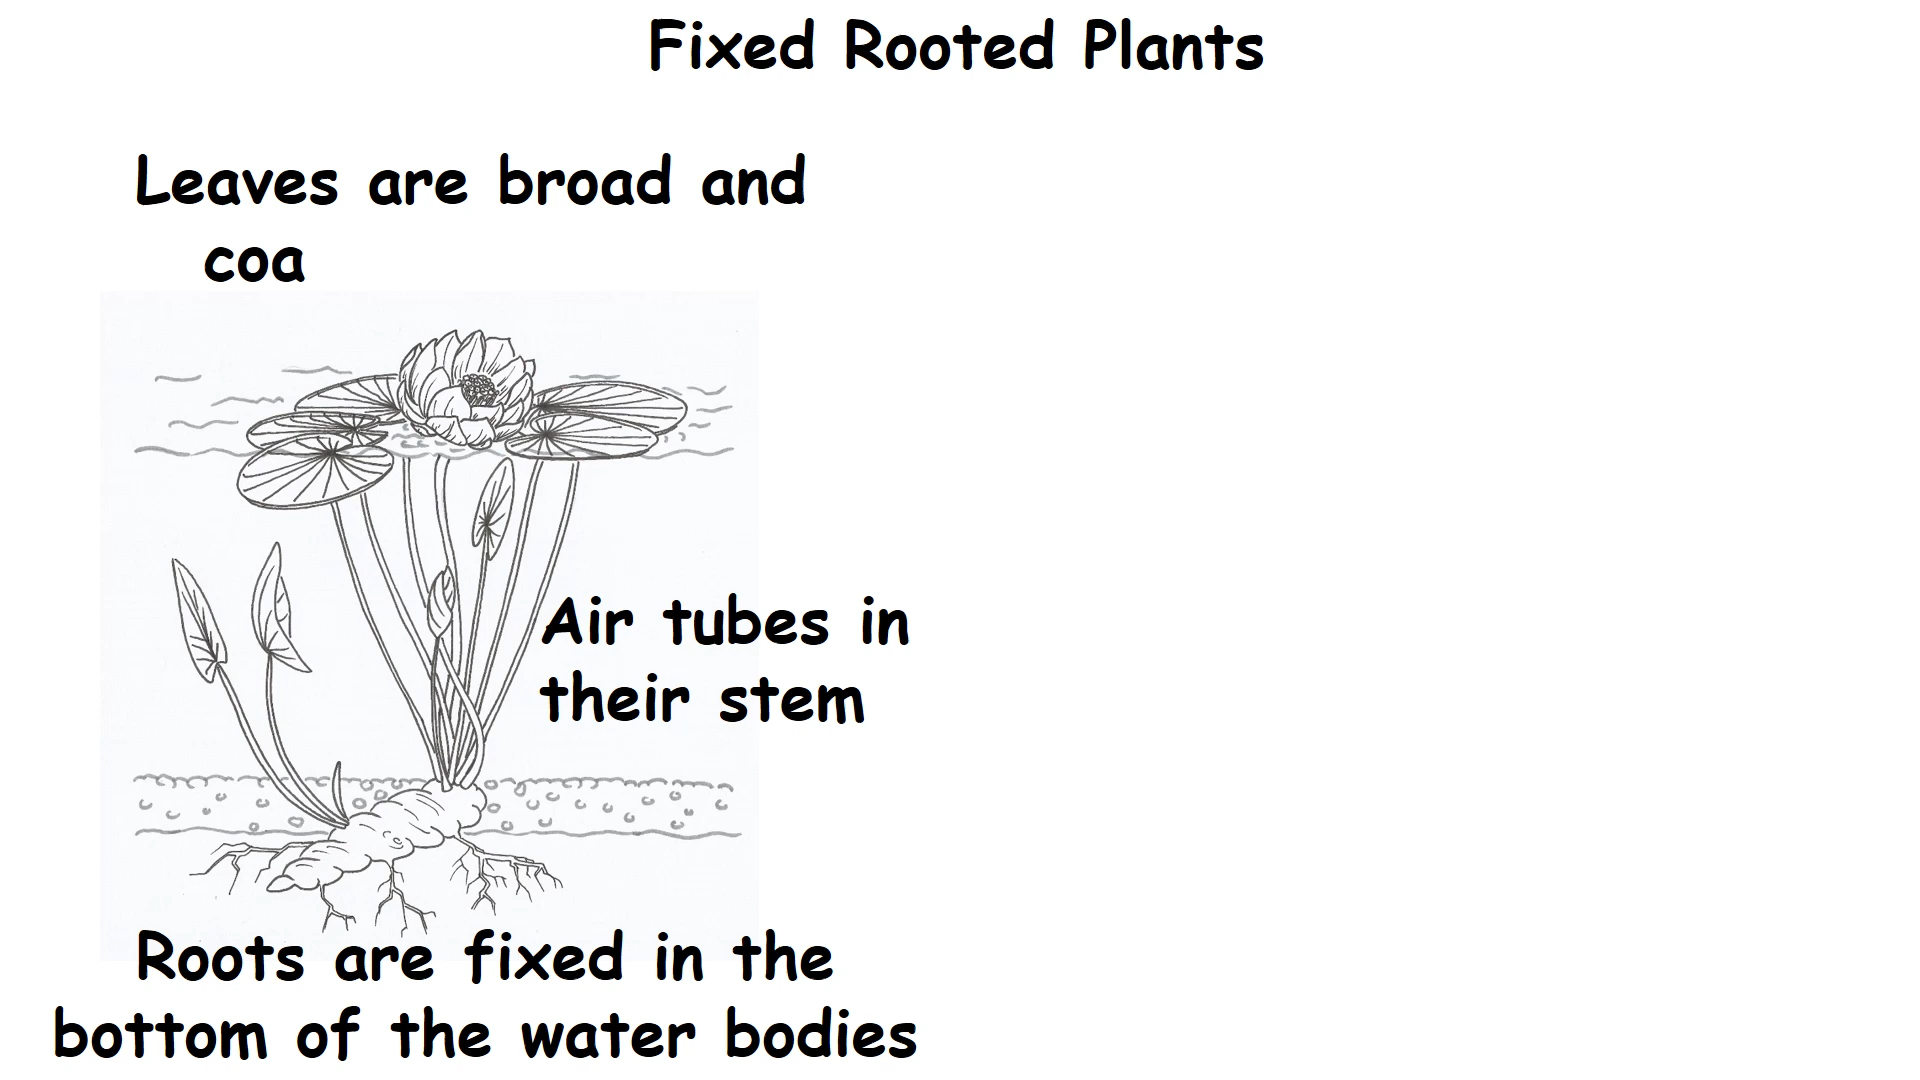 Fixed Rooted Plants
Leaves are broad and
coa
Air tubes in
their stem
Roots are fixed in the
bottom of the water bodies